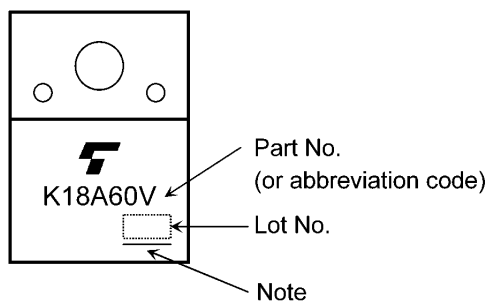 K18A60V
Part No.
(or abbreviation code)
Lot No.
Note